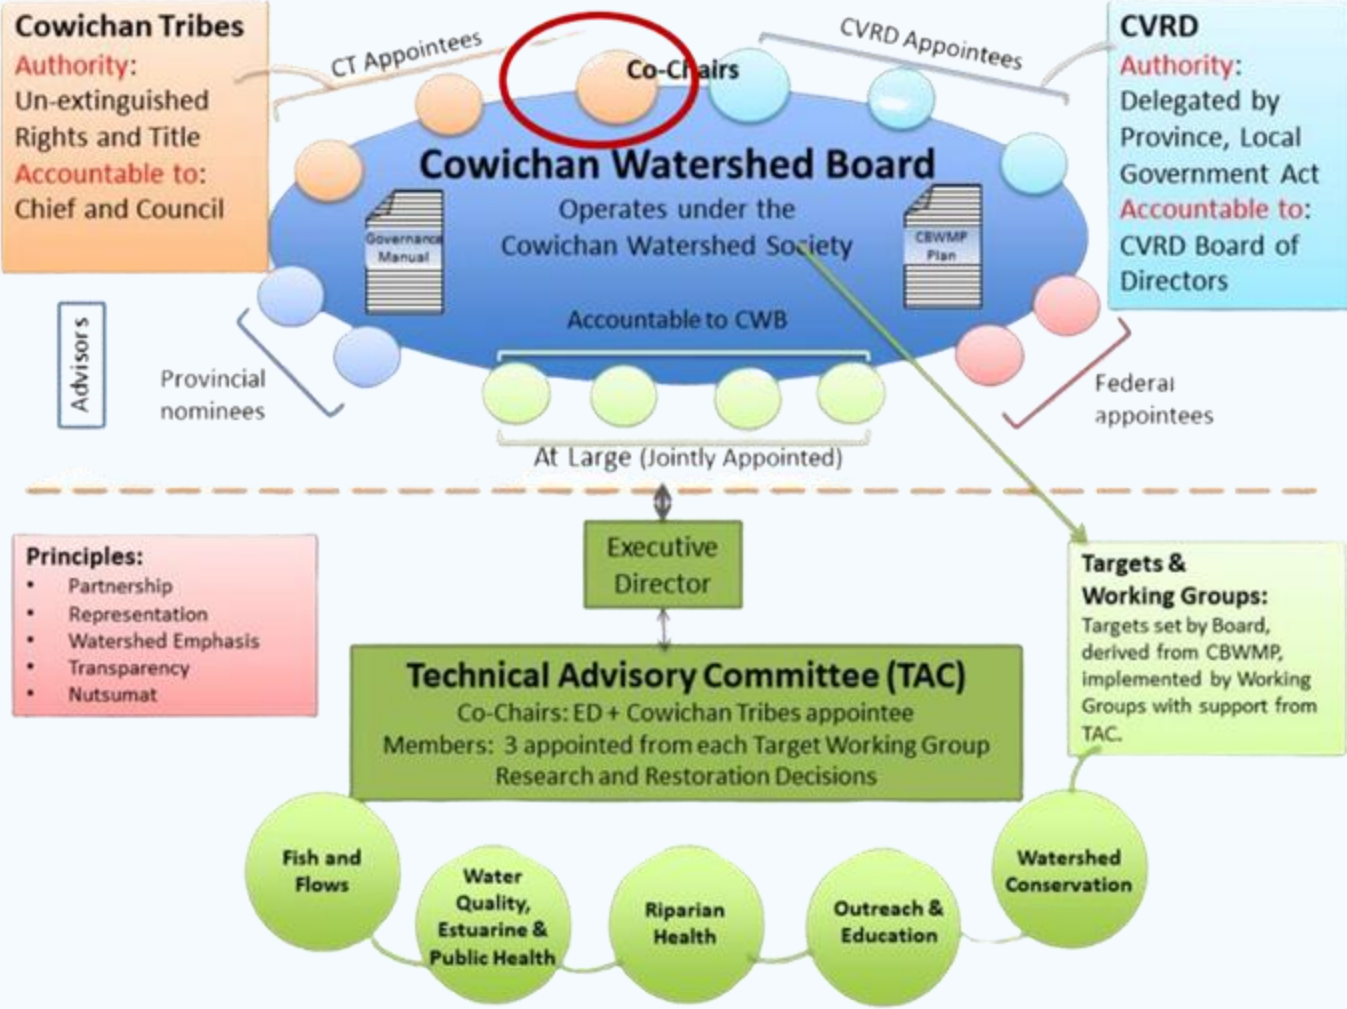 Cowichan Tribes
Authority:
Un-extinguished
Rights and Title
Accountable to:
Chief and Council
CT Appointees
Co-Chairs
CVRD Appointees
CVRD
Authority:
Delegated by
Province, Local
Government Act
Accountable to:
CVRD Board of
Directors
Cowichan Watershed Board
Operates under the
Cowichan Watershed Society
Governance
Manual
CBWMP
Plan
Accountable to CWB
Advisors
Provincial
nominees
Federal
appointees
At Large (Jointly Appointed)
Executive
Director
Principles:
• Partnership
• Representation
• Watershed Emphasis
• Transparency
• Nutsumat
Targets &
Working Groups:
Targets set by Board,
derived from CBWMP,
implemented by Working
Groups with support from
TAC.
Technical Advisory Committee (TAC)
Co-Chairs: ED + Cowichan Tribes appointee
Members: 3 appointed from each Target Working Group
Research and Restoration Decisions
Fish and
Flows
Water
Quality,
Estuarine &
Public Health
Riparian
Health
Outreach &
Education
Watershed
Conservation